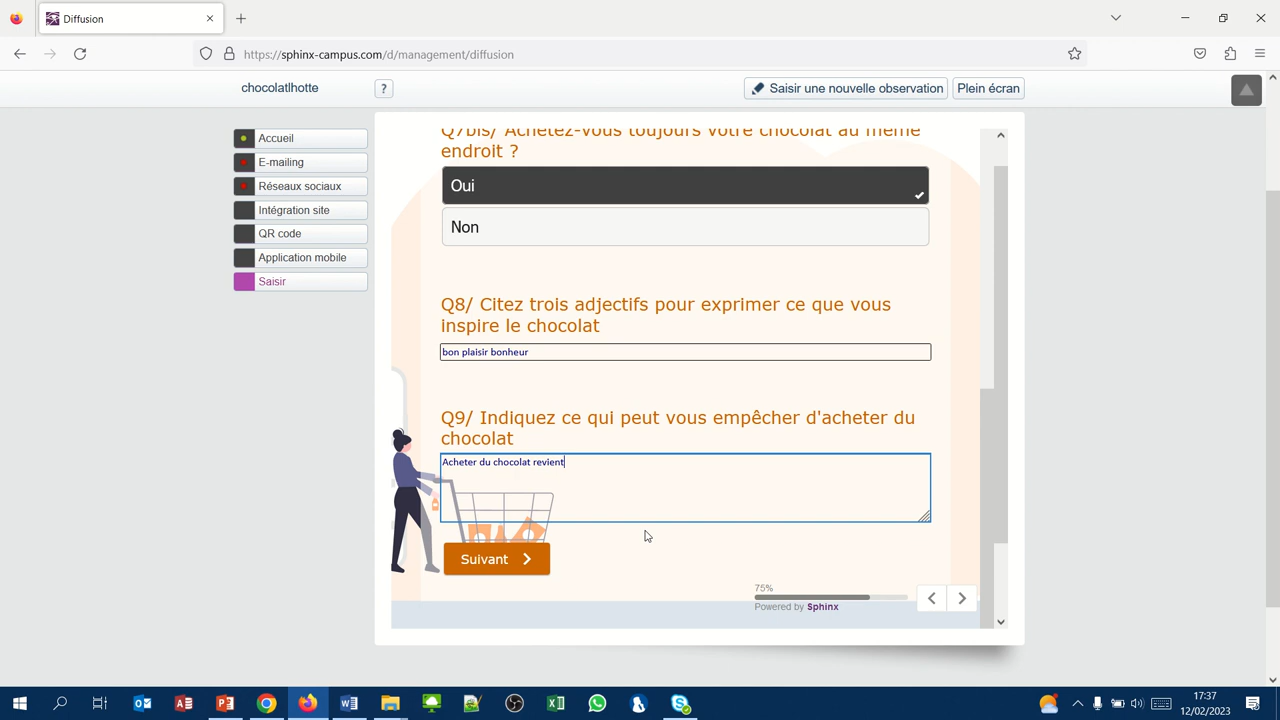 Diffusion
https://sphinx-campus.com/d/management/diffusion
chocolatlhotte
?
Saisir une nouvelle observation
Plein écran
Accueil
E-mailing
Réseaux sociaux
Intégration site
QR code
Application mobile
Saisir
Q7bis/ Achetez-vous toujours votre chocolat au même
endroit ?
Oui
Non
Q8/ Citez trois adjectifs pour exprimer ce que vous
inspire le chocolat
bon plaisir bonheur
Q9/ Indiquez ce qui peut vous empêcher d'acheter du
chocolat
Acheter du chocolat revient
Suivant
75%
Powered by Sphinx
17:37
12/02/2023